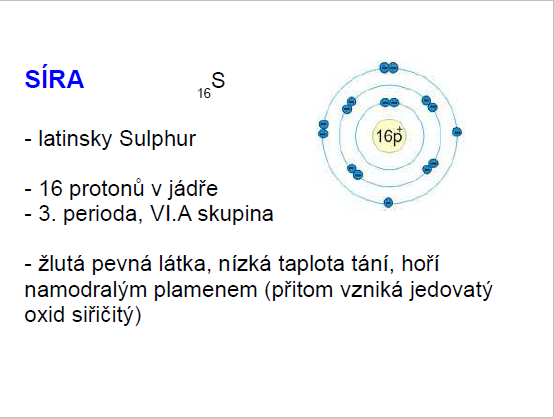 SÍRA
16S
- latinsky Sulphur
16p+
- 16 protonů v jádře
- 3. perioda, VI.A skupina
- žlutá pevná látka, nízká taplota tání, hoří
namodralým plamenem (přitom vzniká jedovatý
oxid siřičitý)